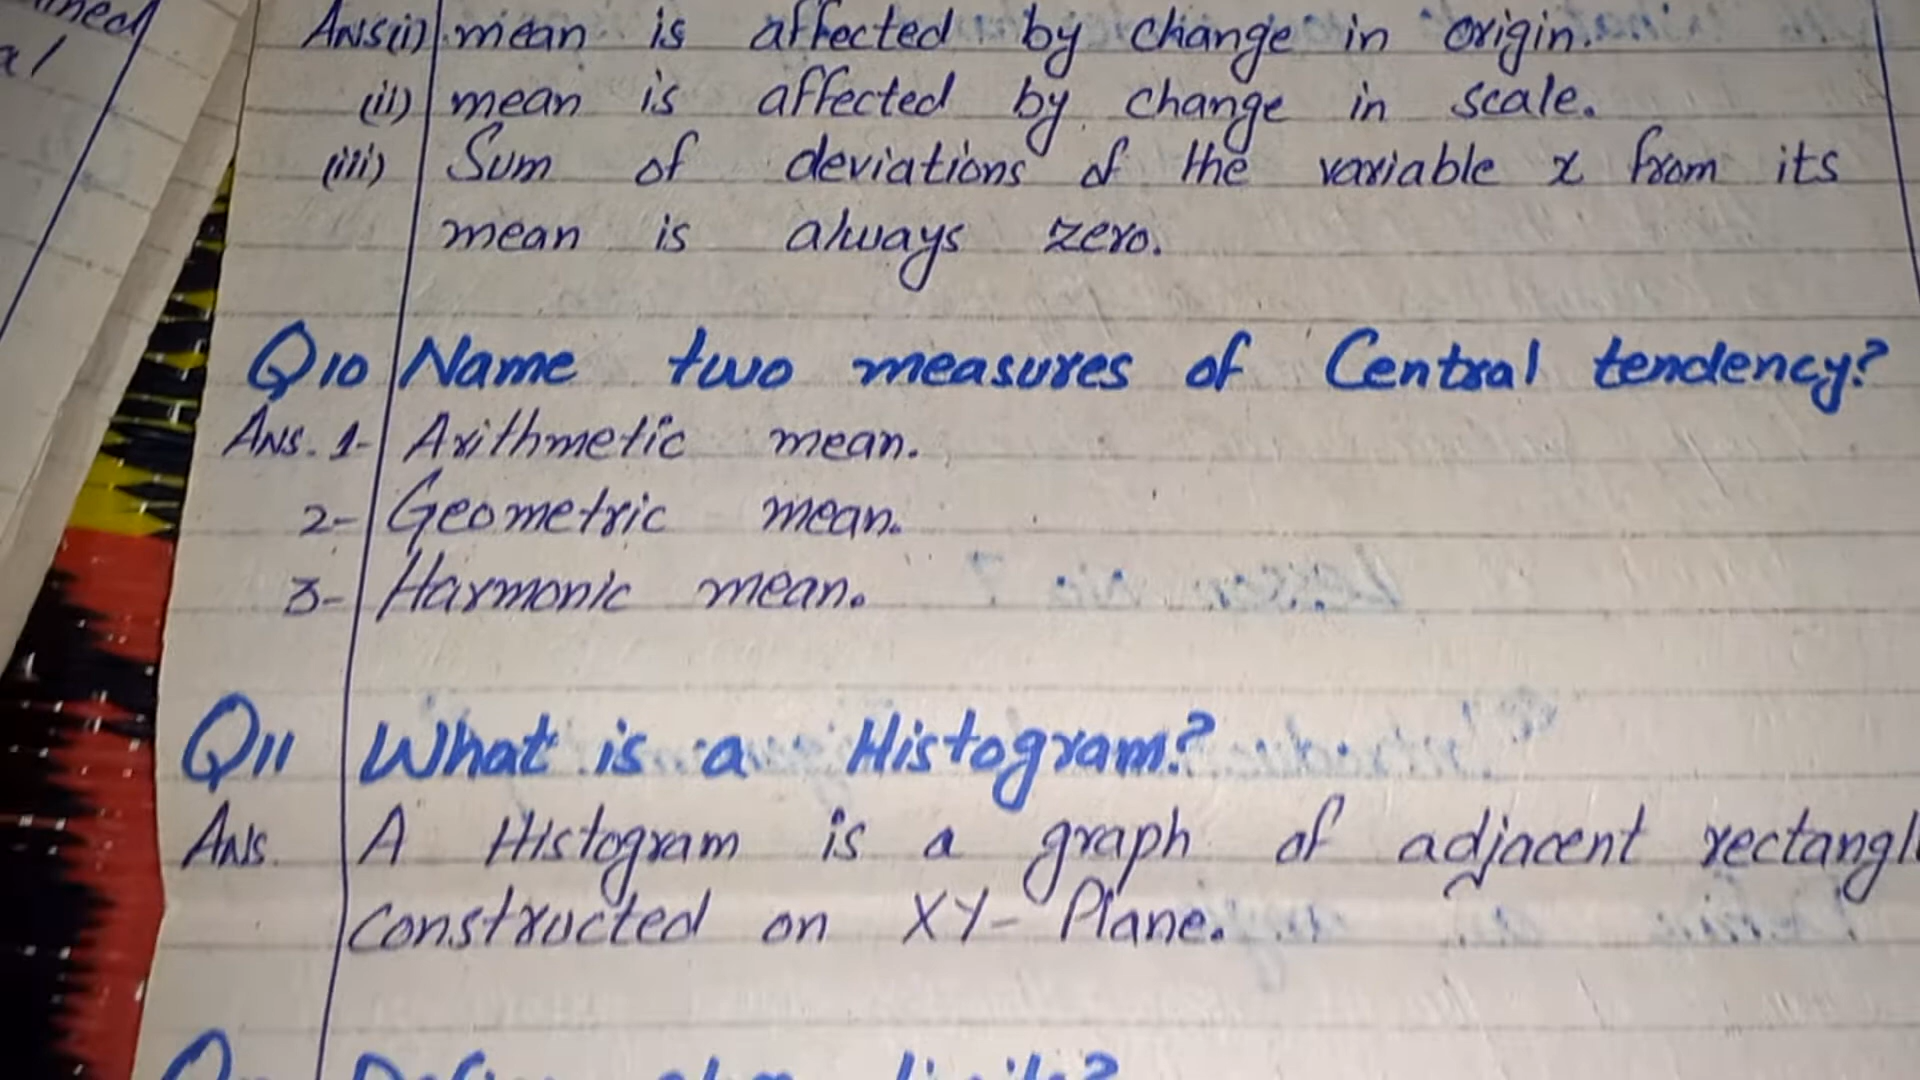 Ans(i) mean is affected by change in origin.
(ii) mean is affected by change in scale.
(iii) Sum of deviations of the variable x from its
mean is always zero.
Q10 Name two measures of Central tendency?
Ans. 1- Arithmetic mean.
2- Geometric mean.
3- Harmonic mean.
Q11 What is a Histogram?
Ans. A Histogram is a graph of adjacent rectangl
constructed on XY-Plane.